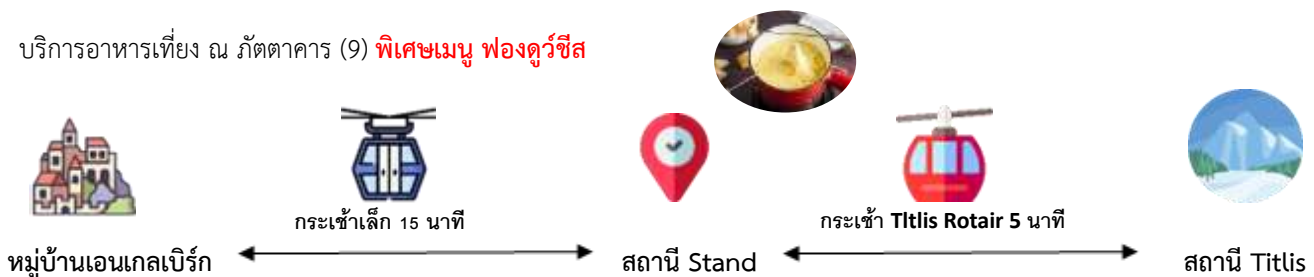 บริการอาหารเที่ยง ณ ภัตตาคาร (9) พิเศษเมนู ฟองดูว์ชีส
กระเช้าเล็ก 15 นาที
กระเช้า Tltlis Rotair 5 นาที
หมู่บ้านเอนเกลเบิร์ก
สถานี Stand
สถานี Titlis